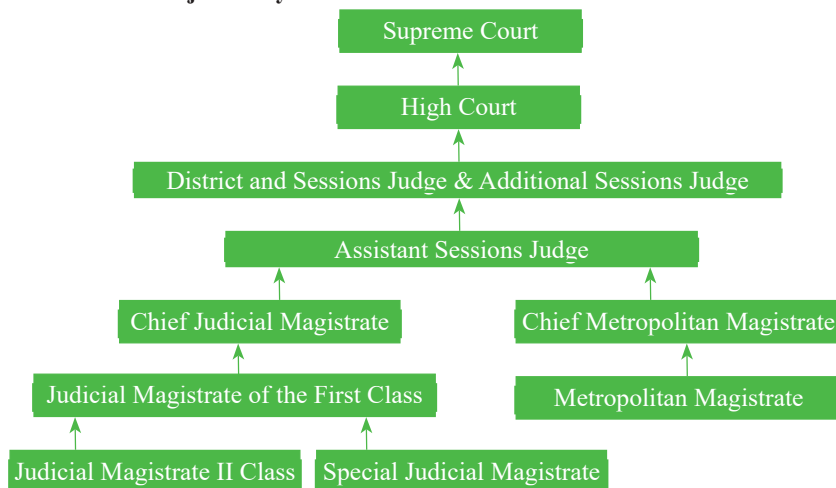 Supreme Court
High Court
District and Sessions Judge & Additional Sessions Judge
Assistant Sessions Judge
Chief Judicial Magistrate
Chief Metropolitan Magistrate
Judicial Magistrate of the First Class
Metropolitan Magistrate
Judicial Magistrate II Class
Special Judicial Magistrate